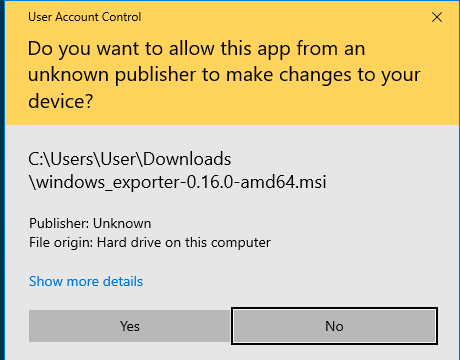 User Account Control
Do you want to allow this app from an
unknown publisher to make changes to your
device?
C:\Users\User\Downloads
\windows_exporter-0.16.0-amd64.msi
Publisher: Unknown
File origin: Hard drive on this computer
Show more details
Yes
No